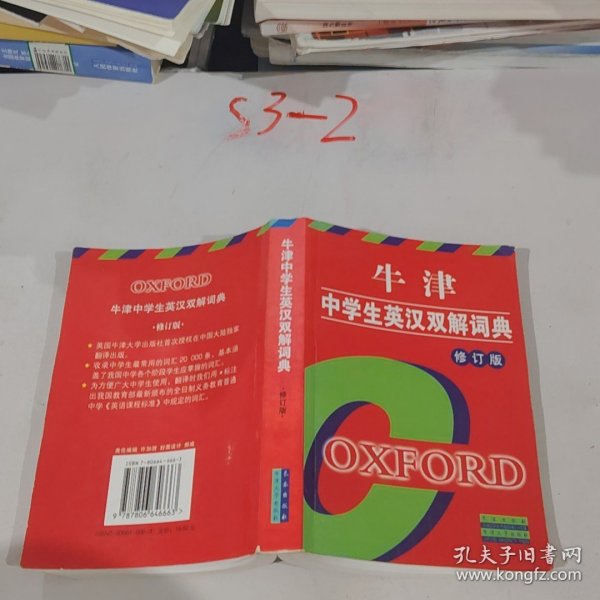 S3-2
OXFORD
牛津中学生英汉双解词典
·修订版·
英国牛津大学出版社首次授权在中国大陆独家
翻译出版。
收录中学生最常用的词汇20 000条,基本涵
盖了我国中学各个阶段学生应掌握的词汇。
为方便广大中学生使用,翻译时我们用*标注
出我国教育部最新颁布的全日制义务教育普通
中学《英语课程标准》中规定的词汇。
ISBN 7-80664-666-3
9 787806 646663
牛津中学生英汉双解词典
·修订版·
牛津
中学生英汉双解词典
修订版
OXFORD
孔夫子旧书网
www.kongfz.com